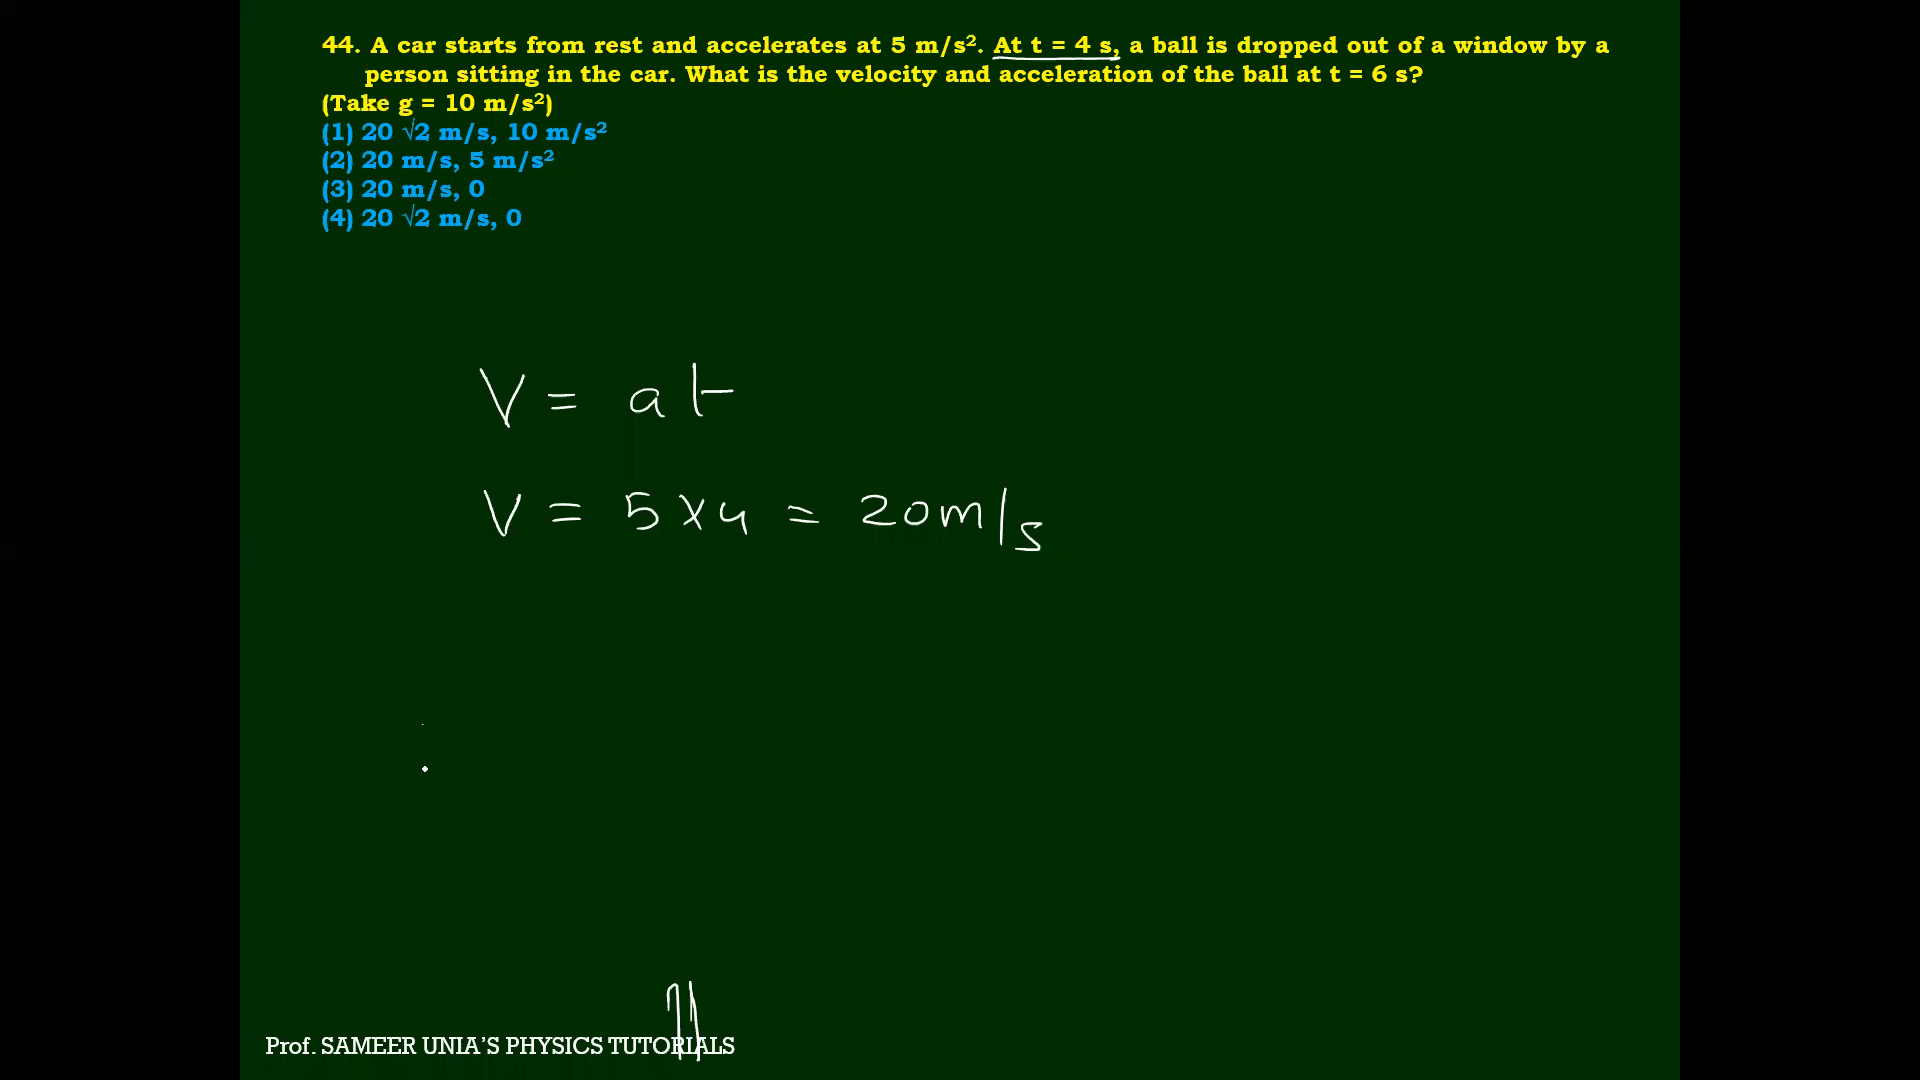 44. A car starts from rest and accelerates at 5 m/s². At t = 4 s, a ball is dropped out of a window by a
person sitting in the car. What is the velocity and acceleration of the ball at t = 6 s?
(Take g = 10 m/s²)
(1) 20 √2 m/s, 10 m/s²
(2) 20 m/s, 5 m/s²
(3) 20 m/s, 0
(4) 20 √2 m/s, 0
V = at
V = 5 x 4 = 20m/s
Prof. SAMEER UNIA'S PHYSICS TUTORIALS